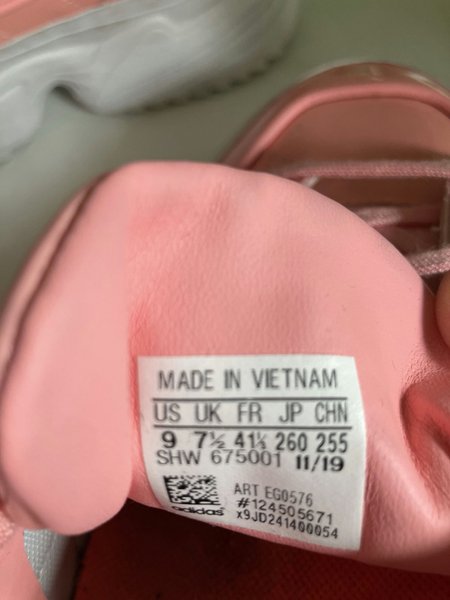 MADE IN VIETNAM
US UK FR JP CHN
9 7½ 41⅓ 260 255
SHW 675001 11/19
ART EG0576
#124505671
adidas
x9JD241400054